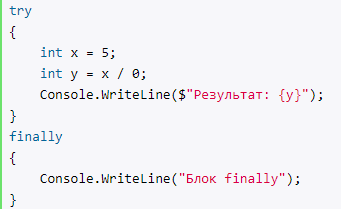 try
{
    int x = 5;
    int y = x / 0;
    Console.WriteLine($"Результат: {y}");
}
finally
{
    Console.WriteLine("Блок finally");
}